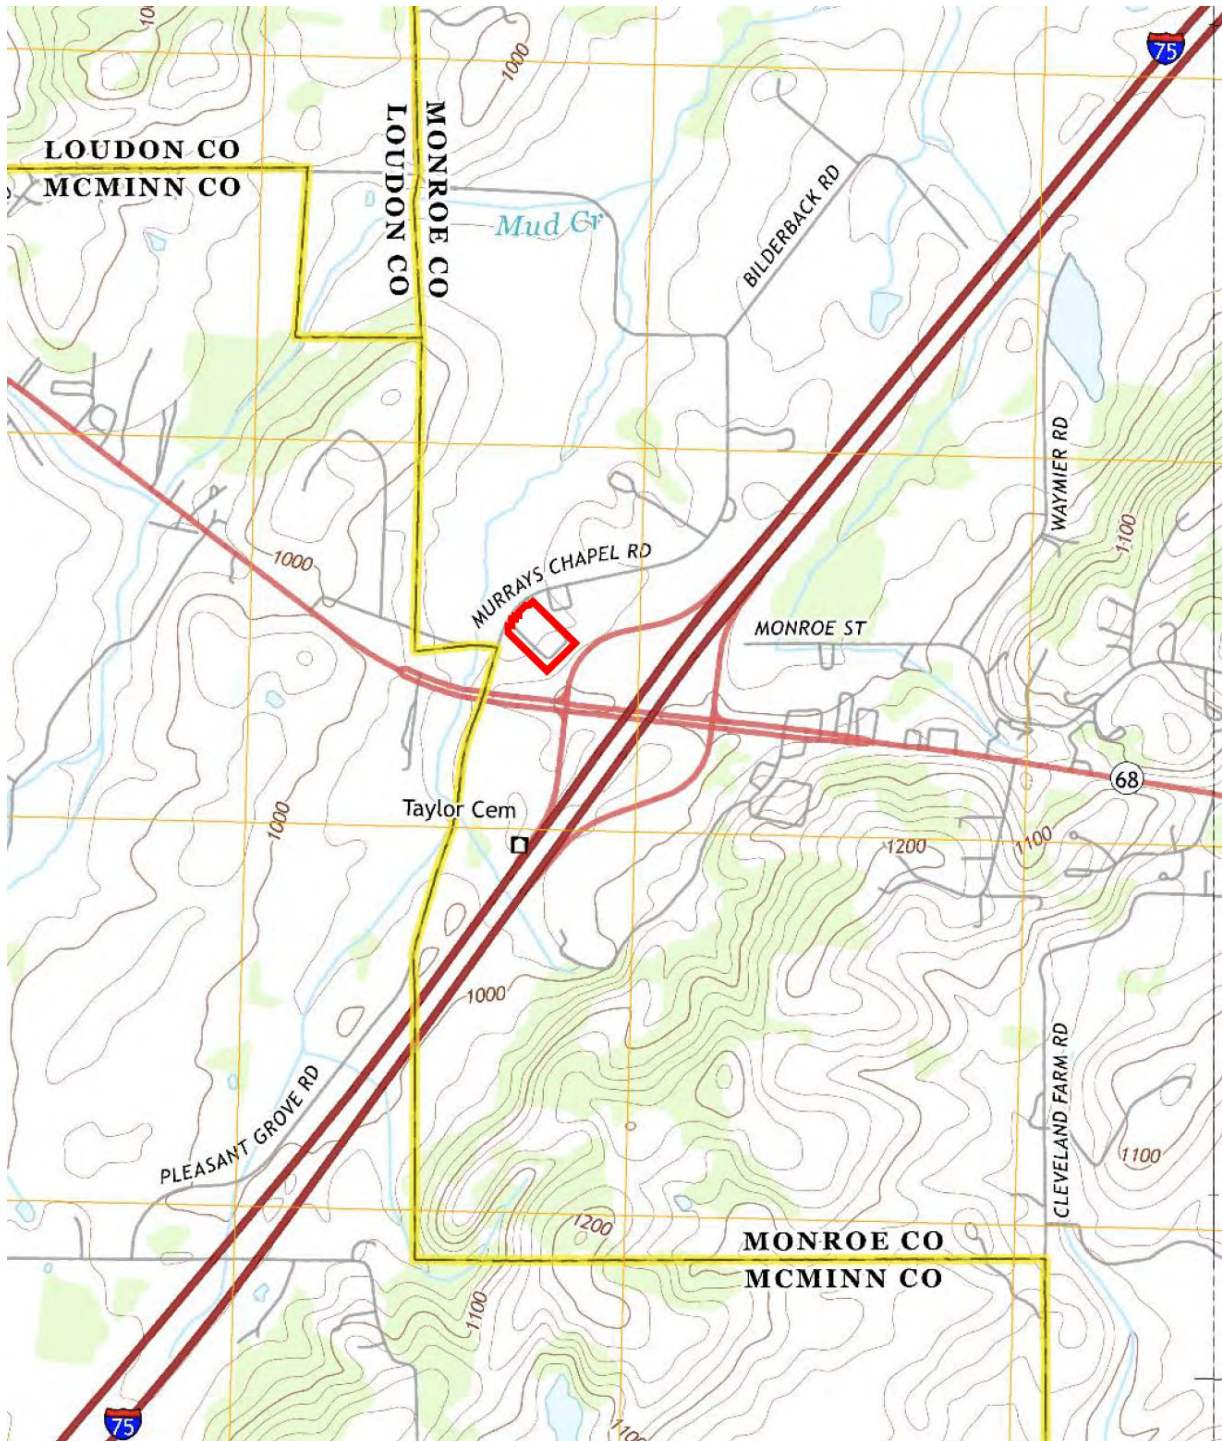 10
1000
75
LOUDON CO
MCMINN CO
MONROE CO
LOUDON CO
Mud Cr
BILDERBACK RD
WAYMIER RD
1100
1000
MURRAYS CHAPEL RD
MONROE ST
68
Taylor Cem
1000
1200
1100
1000
CLEVELAND FARM RD
PLEASANT GROVE RD
1100
1200
MONROE CO
MCMINN CO
1100
75
1100